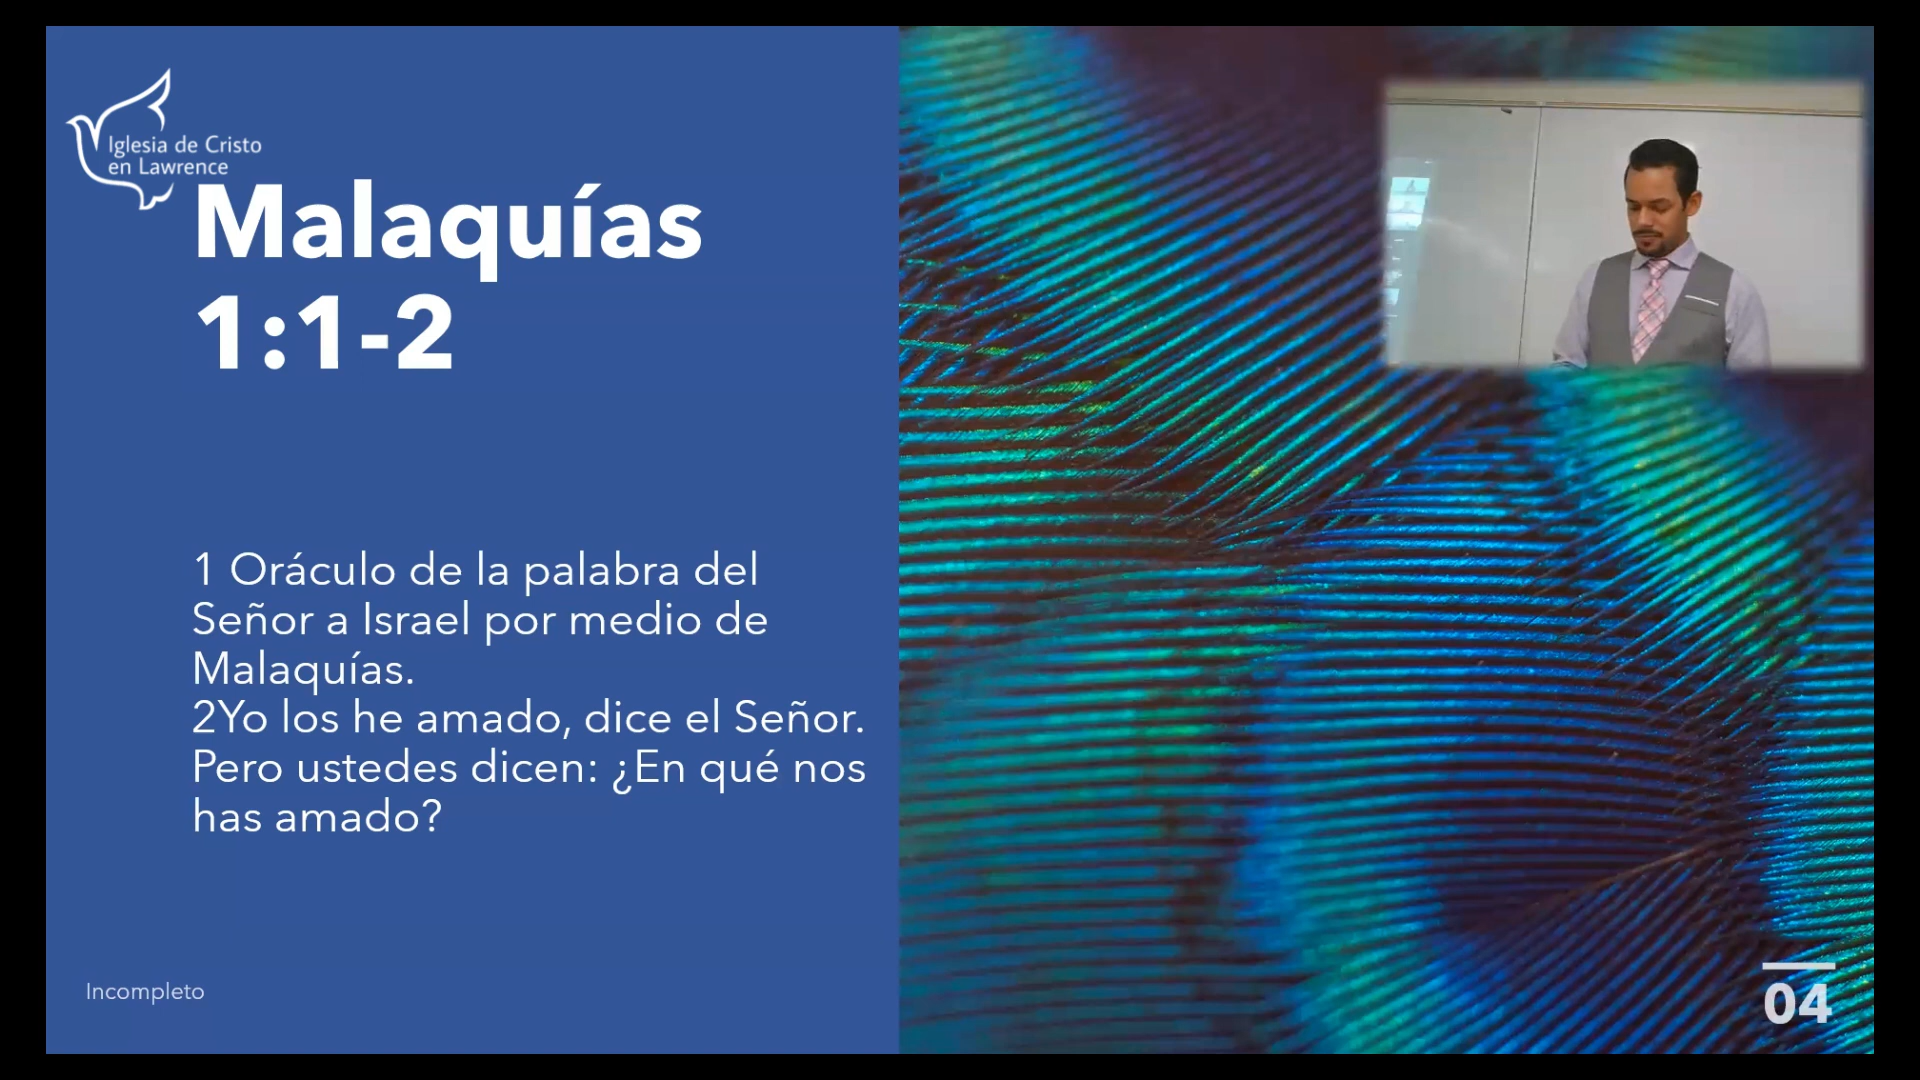 Iglesia de Cristo
en Lawrence
Malaquías
1:1-2
1 Oráculo de la palabra del
Señor a Israel por medio de
Malaquías.
2Yo los he amado, dice el Señor.
Pero ustedes dicen: ¿En qué nos
has amado?
Incompleto
04